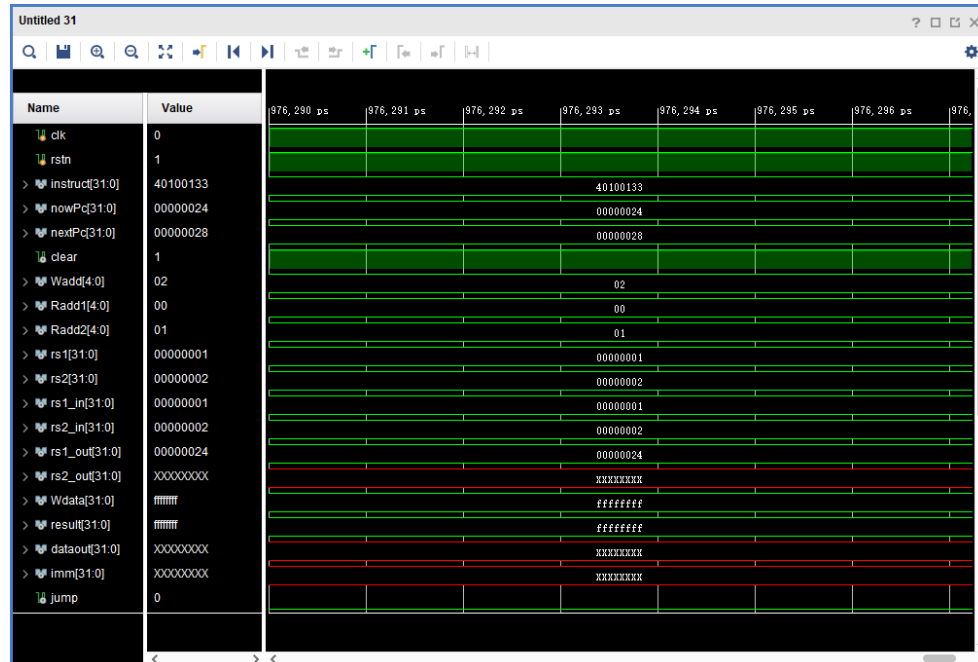 Untitled 31
Name Value 976,290 ps 976,291 ps 976,292 ps 976,293 ps 976,294 ps 976,295 ps 976,296 ps 976,
clk 0
rstn 1
instruct[31:0] 40100133 40100133
nowPc[31:0] 00000024 00000024
nextPc[31:0] 00000028 00000028
clear 1
Wadd[4:0] 02 02
Radd1[4:0] 00 00
Radd2[4:0] 01 01
rs1[31:0] 00000001 00000001
rs2[31:0] 00000002 00000002
rs1_in[31:0] 00000001 00000001
rs2_in[31:0] 00000002 00000002
rs1_out[31:0] 00000024 00000024
rs2_out[31:0] XXXXXXXX XXXXXXXX
Wdata[31:0] ffffffff ffffffff
result[31:0] ffffffff ffffffff
dataout[31:0] XXXXXXXX XXXXXXXX
imm[31:0] XXXXXXXX XXXXXXXX
jump 0